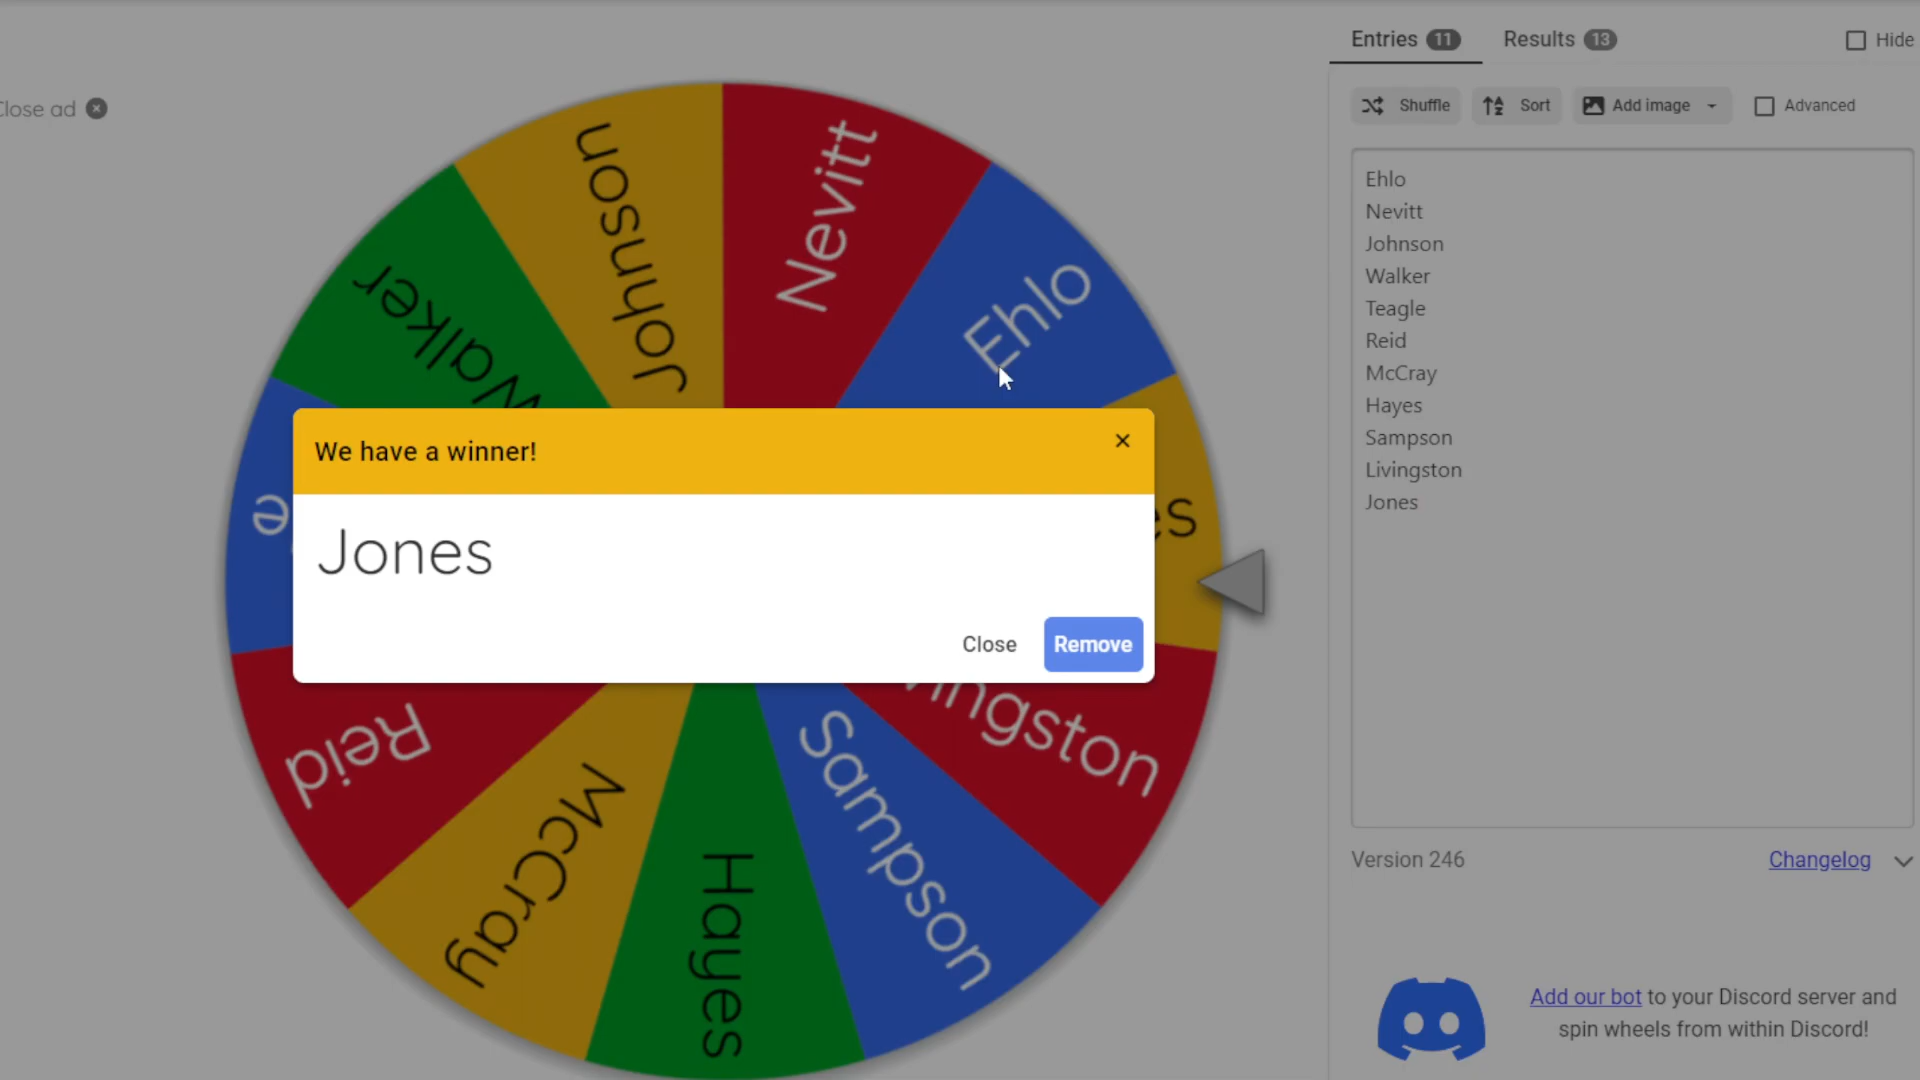 Entries 11 Results 13 Hide
Close ad
Shuffle Sort Add image Advanced
Ehlo
Nevitt
Johnson
Walker
Teagle
Reid
McCray
Hayes
Sampson
Livingston
Jones
Johnson
Nevitt
Ehlo
Walker
We have a winner!
Jones
Close Remove
Reid
McCray
Hayes
Sampson
Version 246 Changelog
Add our bot to your Discord server and
spin wheels from within Discord!